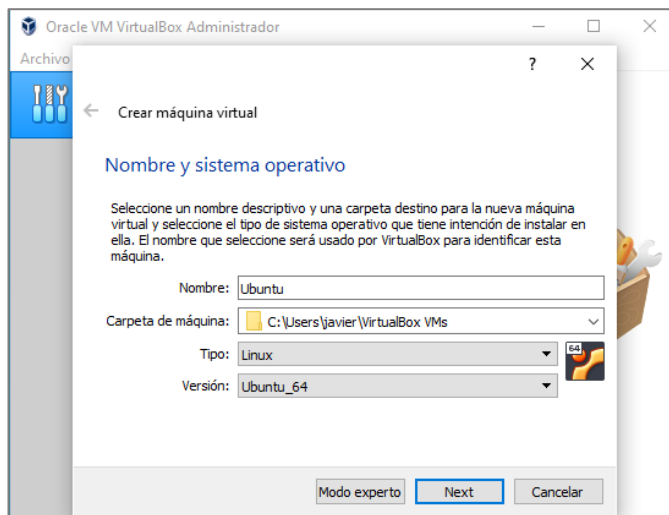 Oracle VM VirtualBox Administrador
Archivo
?
Crear máquina virtual
Nombre y sistema operativo
Seleccione un nombre descriptivo y una carpeta destino para la nueva máquina
virtual y seleccione el tipo de sistema operativo que tiene intención de instalar en
ella. El nombre que seleccione será usado por VirtualBox para identificar esta
máquina.
Nombre: Ubuntu
Carpeta de máquina: C:\Users\javier\VirtualBox VMs
Tipo: Linux
64
Versión: Ubuntu_64
Modo experto Next Cancelar